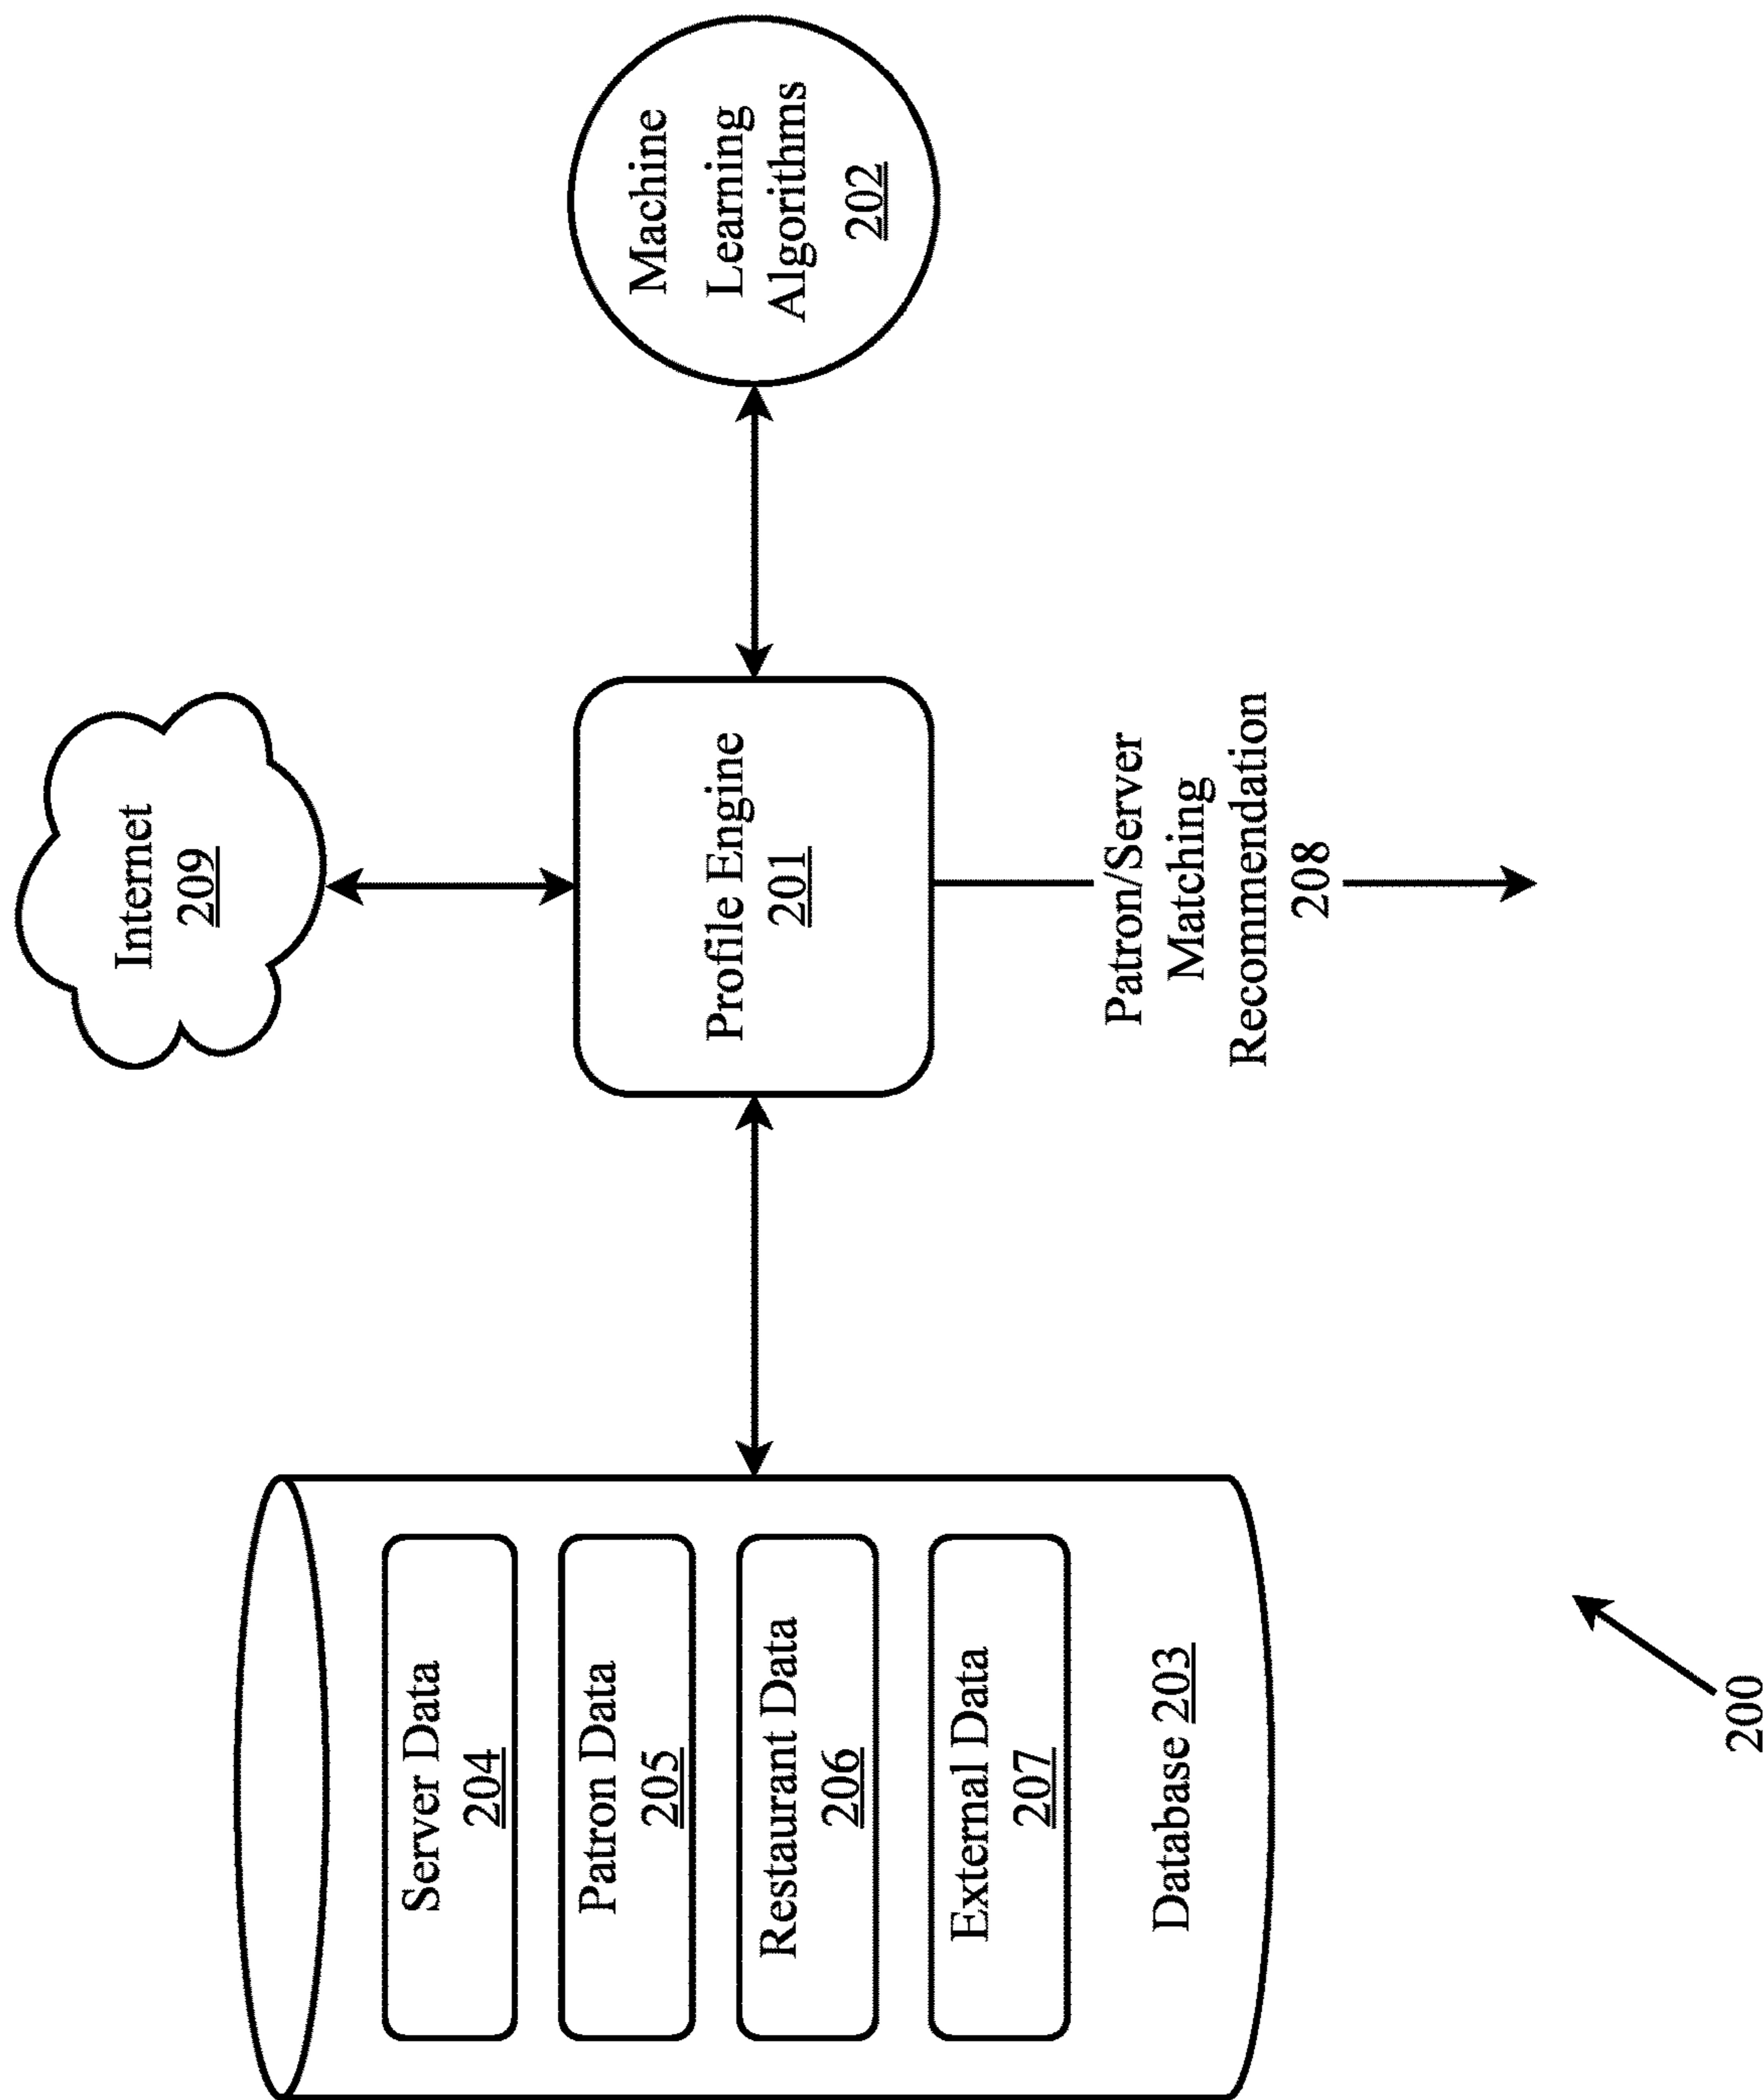 Internet
209
Server Data
204
Patron Data
205
Restaurant Data
206
External Data
207
Database 203
Profile Engine
201
Machine
Learning
Algorithms
202
Patron/Server
Matching
Recommendation
208
200